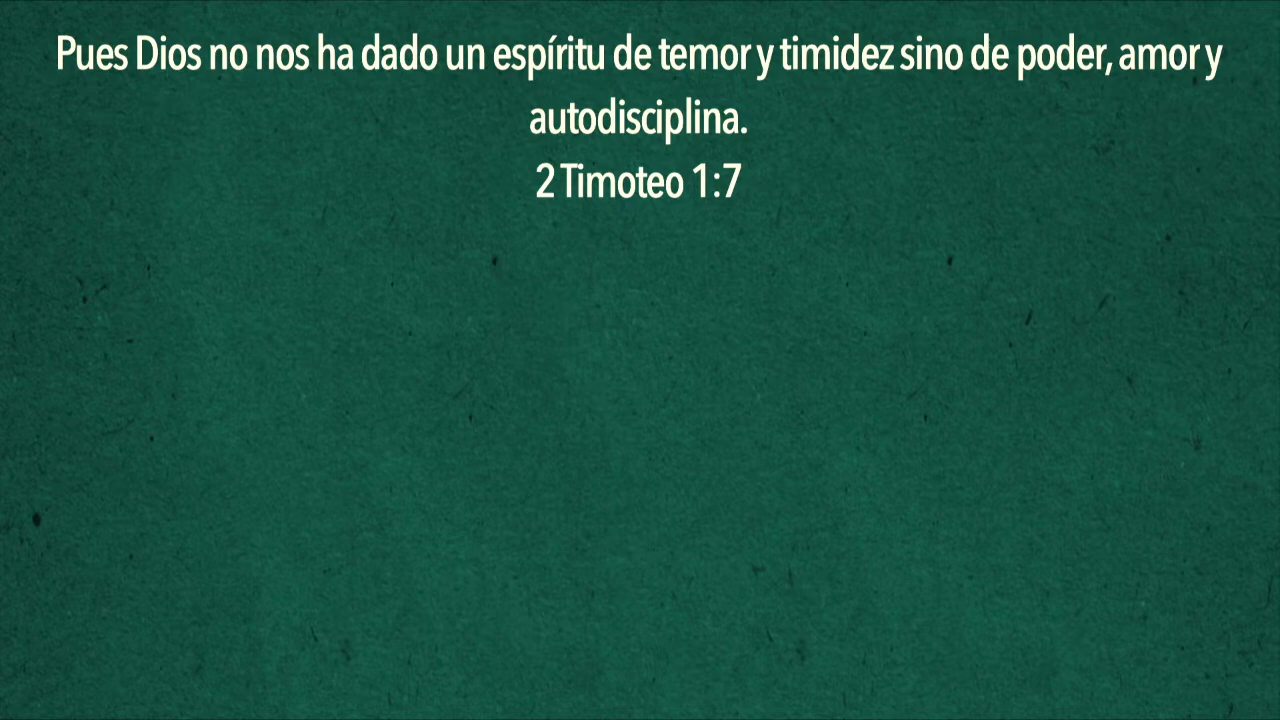 Pues Dios no nos ha dado un espíritu de temor y timidez sino de poder, amor y
autodisciplina.
2 Timoteo 1:7